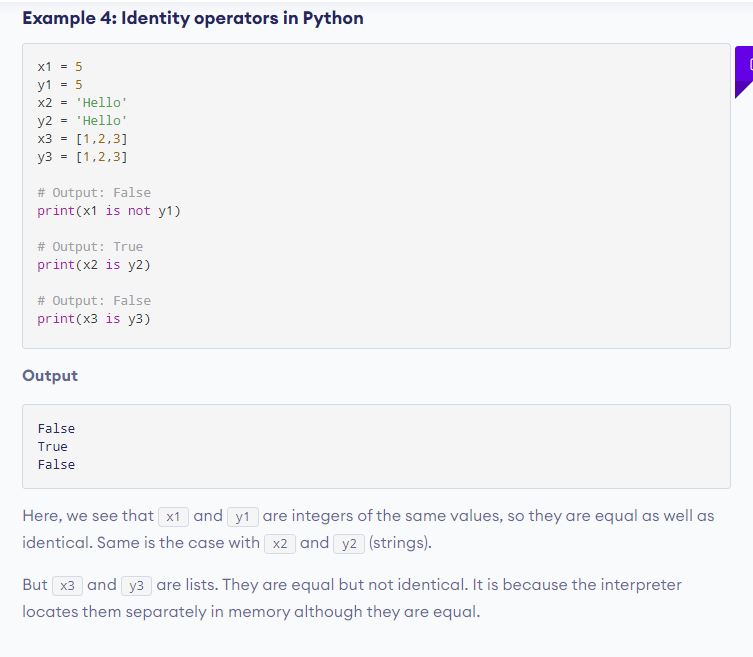 Example 4: Identity operators in Python
x1 = 5
y1 = 5
x2 = 'Hello'
y2 = 'Hello'
x3 = [1,2,3]
y3 = [1,2,3]
# Output: False
print(x1 is not y1)
# Output: True
print(x2 is y2)
# Output: False
print(x3 is y3)
Output
False
True
False
Here, we see that x1 and y1 are integers of the same values, so they are equal as well as
identical. Same is the case with x2 and y2 (strings).
But x3 and y3 are lists. They are equal but not identical. It is because the interpreter
locates them separately in memory although they are equal.